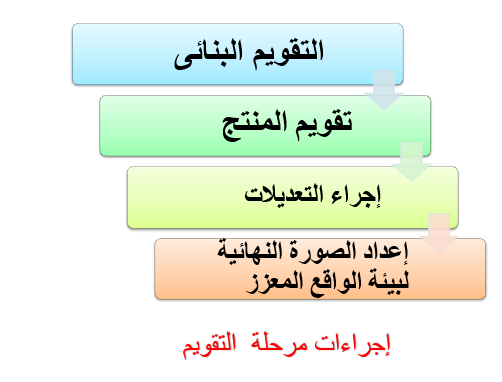 التقويم البنائى
تقويم المنتج
إجراء التعديلات
إعداد الصورة النهائية
لبيئة الواقع المعزز
إجراءات مرحلة التقويم